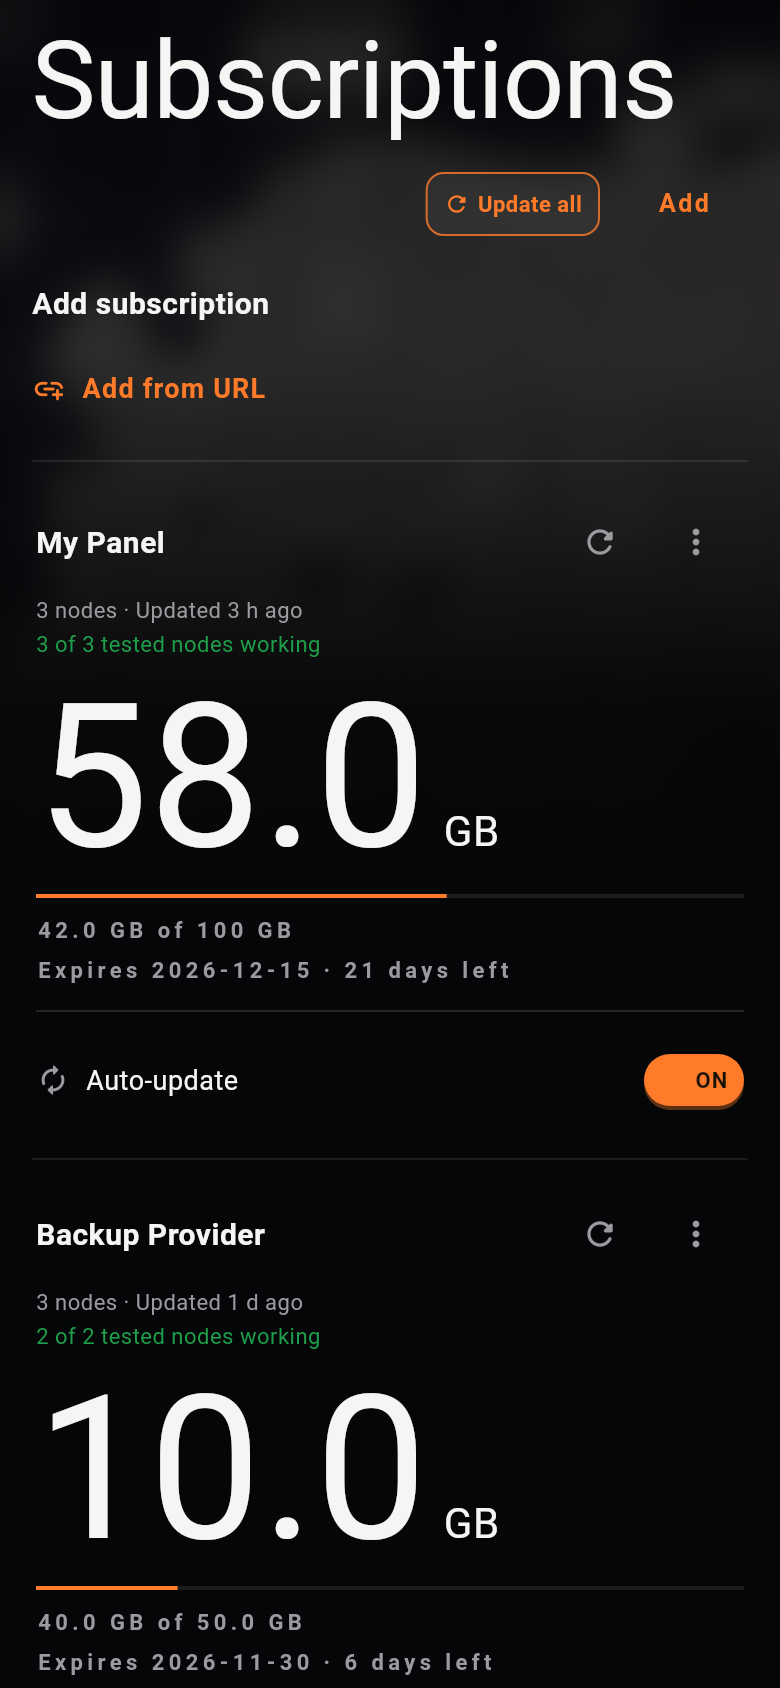 Subscriptions
Update all
Add
Add subscription
Add from URL
My Panel
3 nodes · Updated 3 h ago
3 of 3 tested nodes working
58.0 GB
42.0 GB of 100 GB
Expires 2026-12-15 · 21 days left
Auto-update
ON
Backup Provider
3 nodes · Updated 1 d ago
2 of 2 tested nodes working
10.0 GB
40.0 GB of 50.0 GB
Expires 2026-11-30 · 6 days left